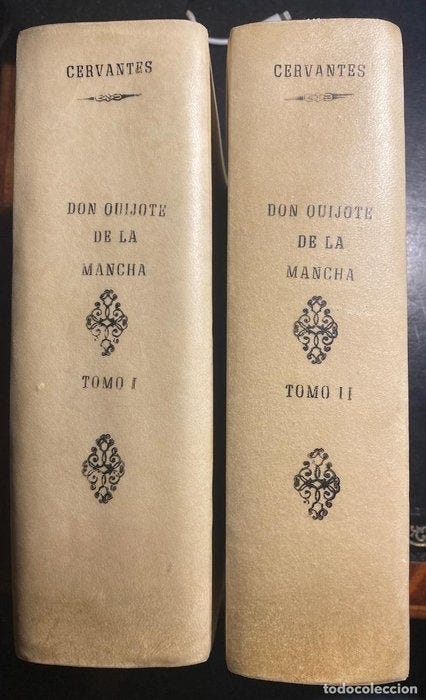 CERVANTES
DON QUIJOTE
DE LA
MANCHA
TOMO I
CERVANTES
DON QUIJOTE
DE LA
MANCHA
TOMO II
todocoleccion